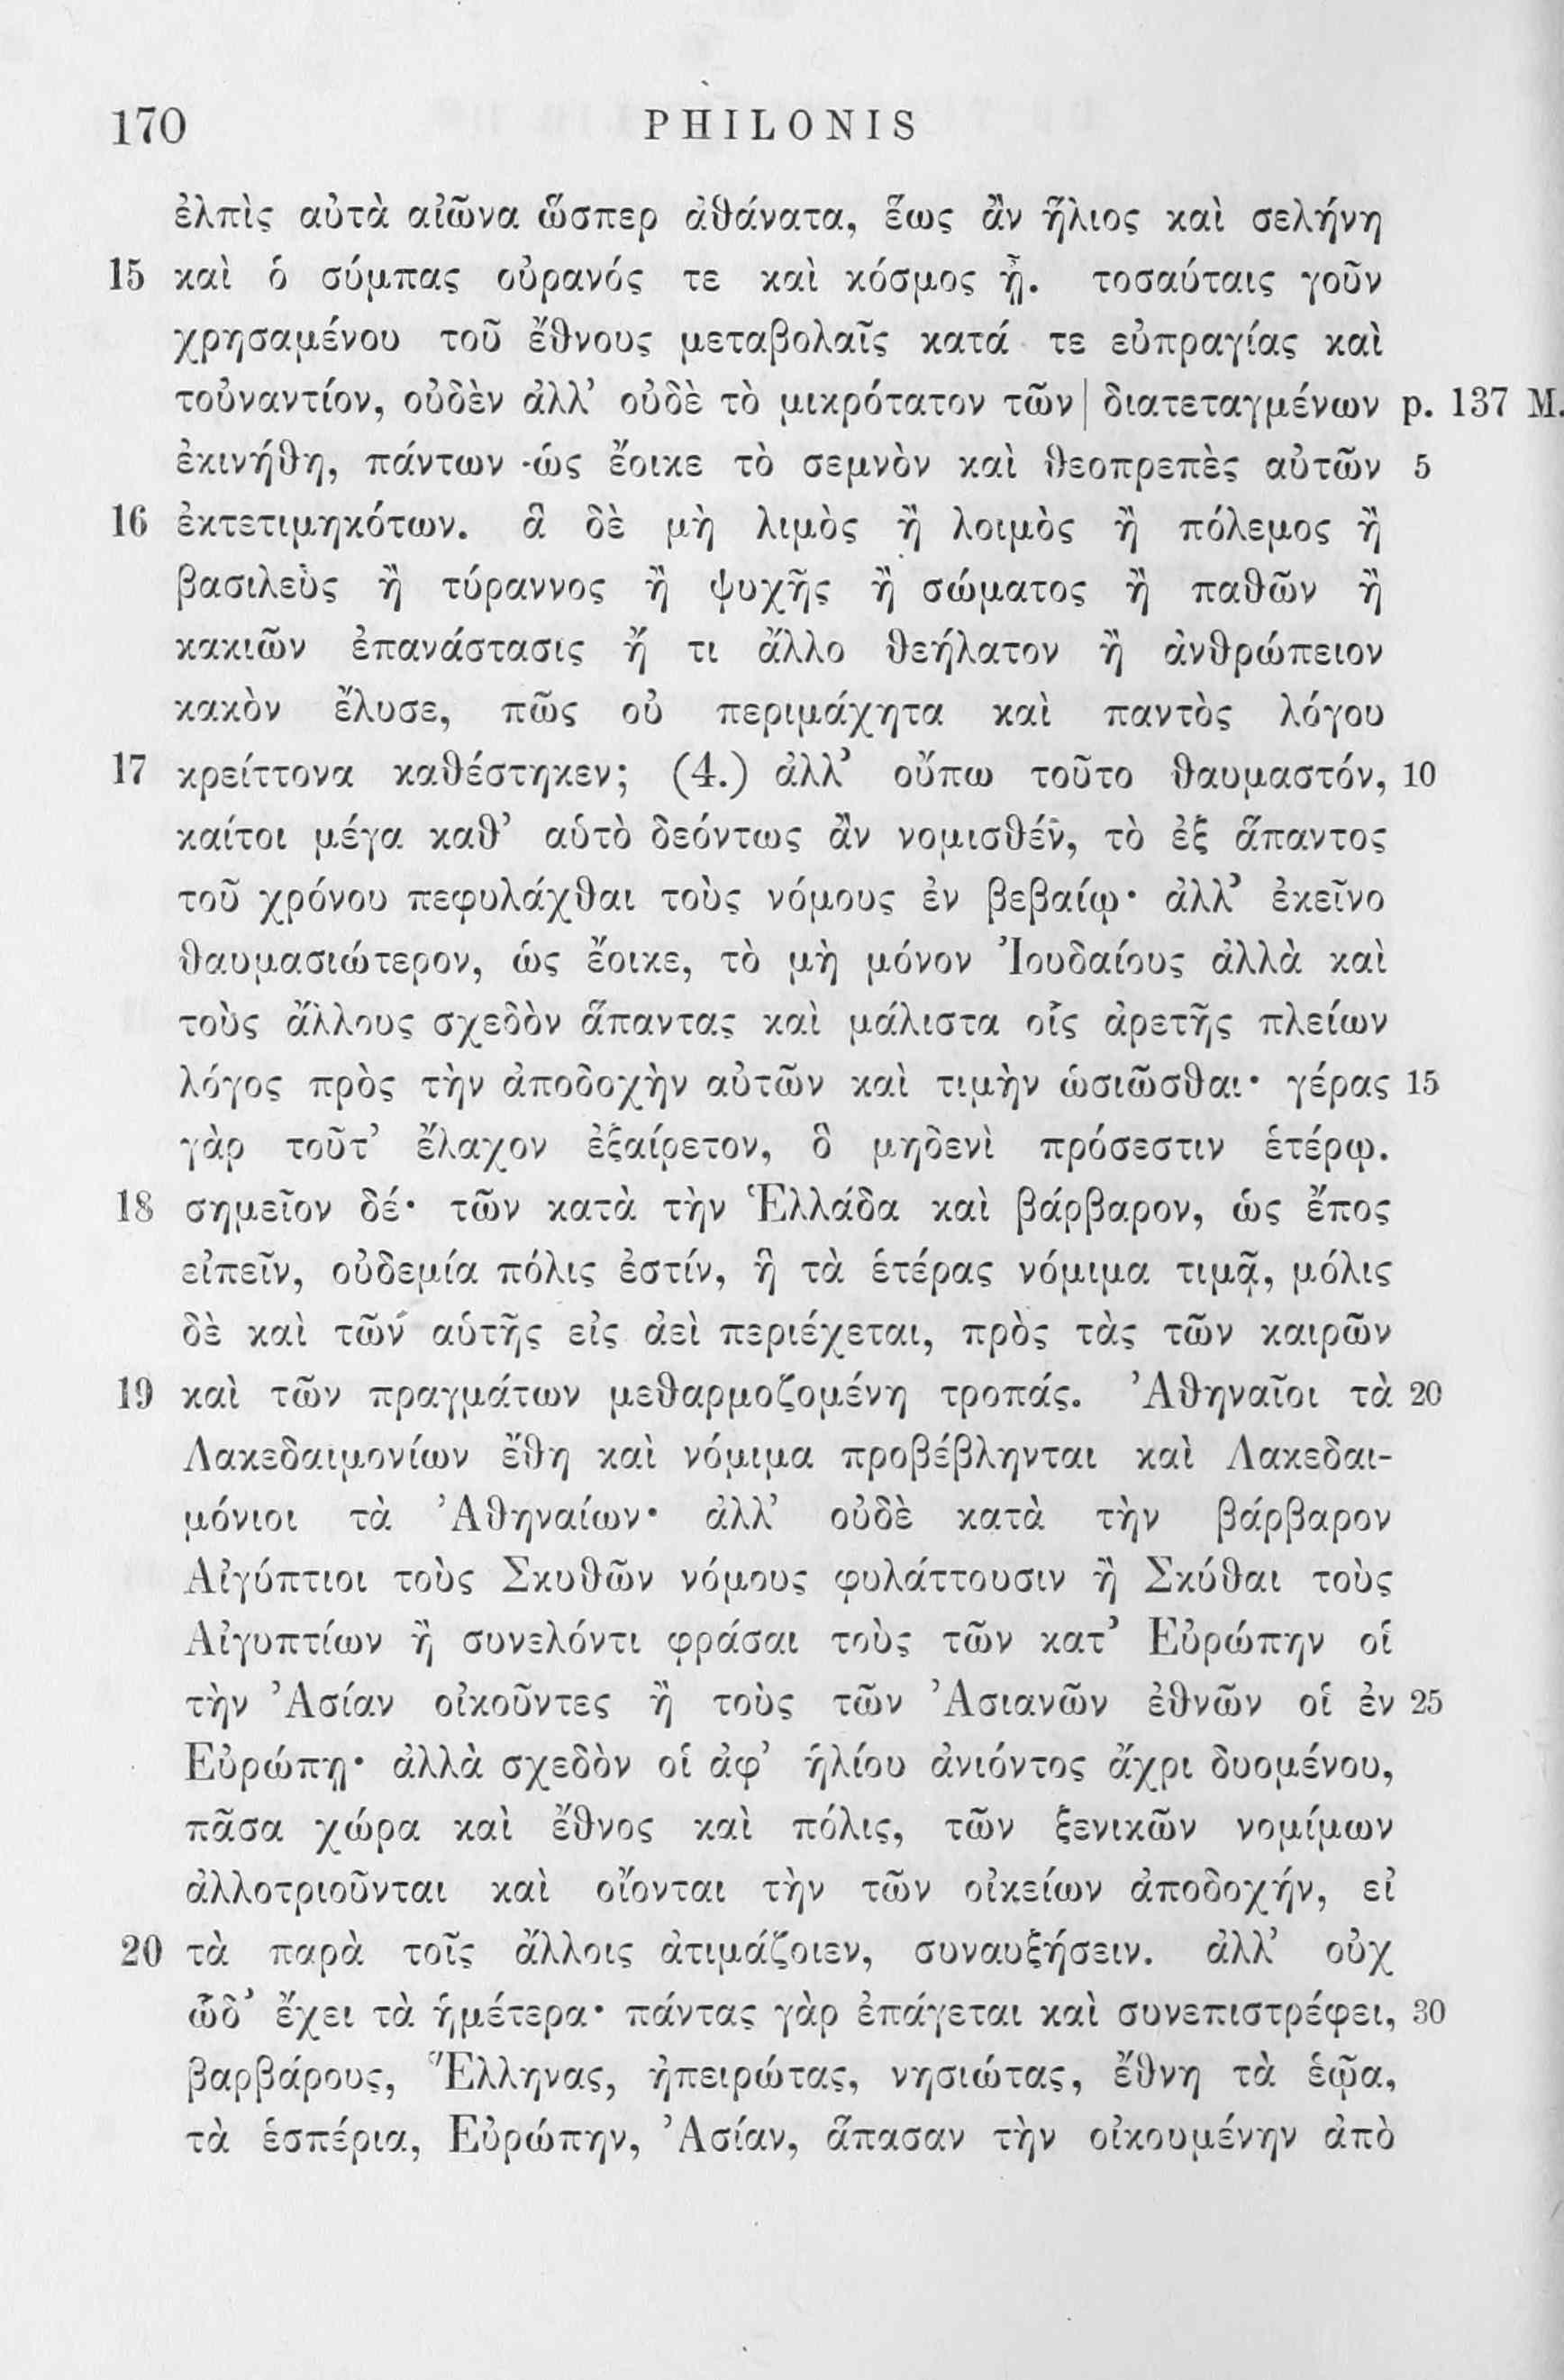 170 PHILONIS
ἐλπὶς αὐτὰ αἰῶνα ὥσπερ ἀθάνατα, ἕως ἂν ἥλιος καὶ σελήνη
15 καὶ ὁ σύμπας οὐρανός τε καὶ κόσμος ᾖ. τοσαύταις γοῦν
χρησαμένου τοῦ ἔθνους μεταβολαῖς κατά τε εὐπραγίας καὶ
τοὐναντίον, οὐδὲν ἀλλ’ οὐδὲ τὸ μικρότατον τῶν | διατεταγμένων p. 137 M.
ἐκινήθη, πάντων ὡς ἔοικε τὸ σεμνὸν καὶ θεοπρεπὲς αὐτῶν 5
16 ἐκτετιμηκότων. ἃ δὲ μὴ λιμὸς ἢ λοιμὸς ἢ πόλεμος ἢ
βασιλεὺς ἢ τύραννος ἢ ψυχῆς ἢ σώματος ἢ παθῶν ἢ
κακιῶν ἐπανάστασις ἤ τι ἄλλο θεήλατον ἢ ἀνθρώπειον
κακὸν ἔλυσε, πῶς οὐ περιμάχητα καὶ παντὸς λόγου
17 κρείττονα καθέστηκεν; (4.) ἀλλ’ οὔπω τοῦτο θαυμαστόν, 10
καίτοι μέγα καθ’ αὑτὸ δεόντως ἂν νομισθέν, τὸ ἐξ ἅπαντος
τοῦ χρόνου πεφυλάχθαι τοὺς νόμους ἐν βεβαίῳ· ἀλλ’ ἐκεῖνο
θαυμασιώτερον, ὡς ἔοικε, τὸ μὴ μόνον Ἰουδαίους ἀλλὰ καὶ
τοὺς ἄλλους σχεδὸν ἅπαντας καὶ μάλιστα οἷς ἀρετῆς πλείων
λόγος πρὸς τὴν ἀποδοχὴν αὐτῶν καὶ τιμὴν ὡσιῶσθαι· γέρας 15
γὰρ τοῦτ’ ἔλαχον ἐξαίρετον, ὃ μηδενὶ πρόσεστιν ἑτέρῳ.
18 σημεῖον δέ· τῶν κατὰ τὴν Ἑλλάδα καὶ βάρβαρον, ὡς ἔπος
εἰπεῖν, οὐδεμία πόλις ἐστίν, ἣ τὰ ἑτέρας νόμιμα τιμᾷ, μόλις
δὲ καὶ τῶν αὑτῆς εἰς ἀεὶ περιέχεται, πρὸς τὰς τῶν καιρῶν
19 καὶ τῶν πραγμάτων μεθαρμοζομένη τροπάς. Ἀθηναῖοι τὰ 20
Λακεδαιμονίων ἔθη καὶ νόμιμα προβέβληνται καὶ Λακεδαι-
μόνιοι τὰ Ἀθηναίων· ἀλλ’ οὐδὲ κατὰ τὴν βάρβαρον
Αἰγύπτιοι τοὺς Σκυθῶν νόμους φυλάττουσιν ἢ Σκύθαι τοὺς
Αἰγυπτίων ἢ συνελόντι φράσαι τοὺς τῶν κατ’ Εὐρώπην οἱ
τὴν Ἀσίαν οἰκοῦντες ἢ τοὺς τῶν Ἀσιανῶν ἐθνῶν οἱ ἐν 25
Εὐρώπῃ· ἀλλὰ σχεδὸν οἱ ἀφ’ ἡλίου ἀνιόντος ἄχρι δυομένου,
πᾶσα χώρα καὶ ἔθνος καὶ πόλις, τῶν ξενικῶν νομίμων
ἀλλοτριοῦνται καὶ οἴονται τὴν τῶν οἰκείων ἀποδοχήν, εἰ
20 τὰ παρὰ τοῖς ἄλλοις ἀτιμάζοιεν, συναυξήσειν. ἀλλ’ οὐχ
ὧδ’ ἔχει τὰ ἡμέτερα· πάντας γὰρ ἐπάγεται καὶ συνεπιστρέφει, 30
βαρβάρους, Ἕλληνας, ἠπειρώτας, νησιώτας, ἔθνη τὰ ἑῷα,
τὰ ἑσπέρια, Εὐρώπην, Ἀσίαν, ἅπασαν τὴν οἰκουμένην ἀπὸ